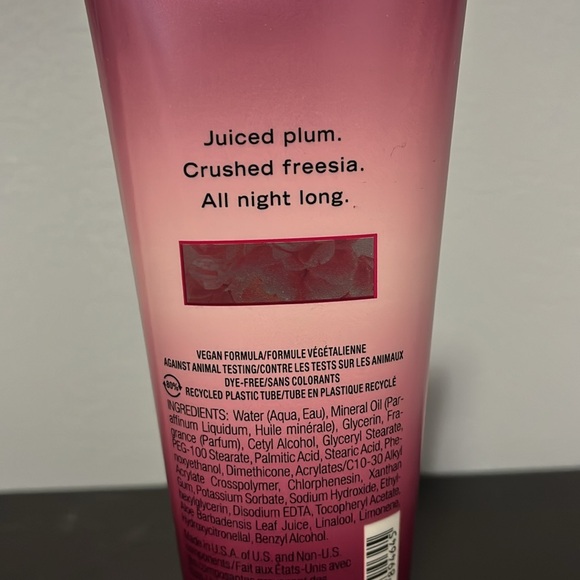 Juiced plum.
Crushed freesia.
All night long.
VEGAN FORMULA/FORMULE VÉGÉTALIENNE
AGAINST ANIMAL TESTING/CONTRE LES TESTS SUR LES ANIMAUX
DYE-FREE/SANS COLORANTS
80% RECYCLED PLASTIC TUBE/TUBE EN PLASTIQUE RECYCLÉ
INGREDIENTS: Water (Aqua, Eau), Mineral Oil (Par-
affinum Liquidum, Huile minérale), Glycerin, Fra-
grance (Parfum), Cetyl Alcohol, Glyceryl Stearate,
PEG-100 Stearate, Palmitic Acid, Stearic Acid, Phe-
noxyethanol, Dimethicone, Acrylates/C10-30 Alkyl
Acrylate Crosspolymer, Chlorphenesin, Xanthan
Gum, Potassium Sorbate, Sodium Hydroxide, Ethyl-
hexylglycerin, Disodium EDTA, Tocopheryl Acetate,
Aloe Barbadensis Leaf Juice, Linalool, Limonene,
Hydroxycitronellal, Benzyl Alcohol.
Made in U.S.A. of U.S. and Non-U.S.
components/Fait aux États-Unis avec
des